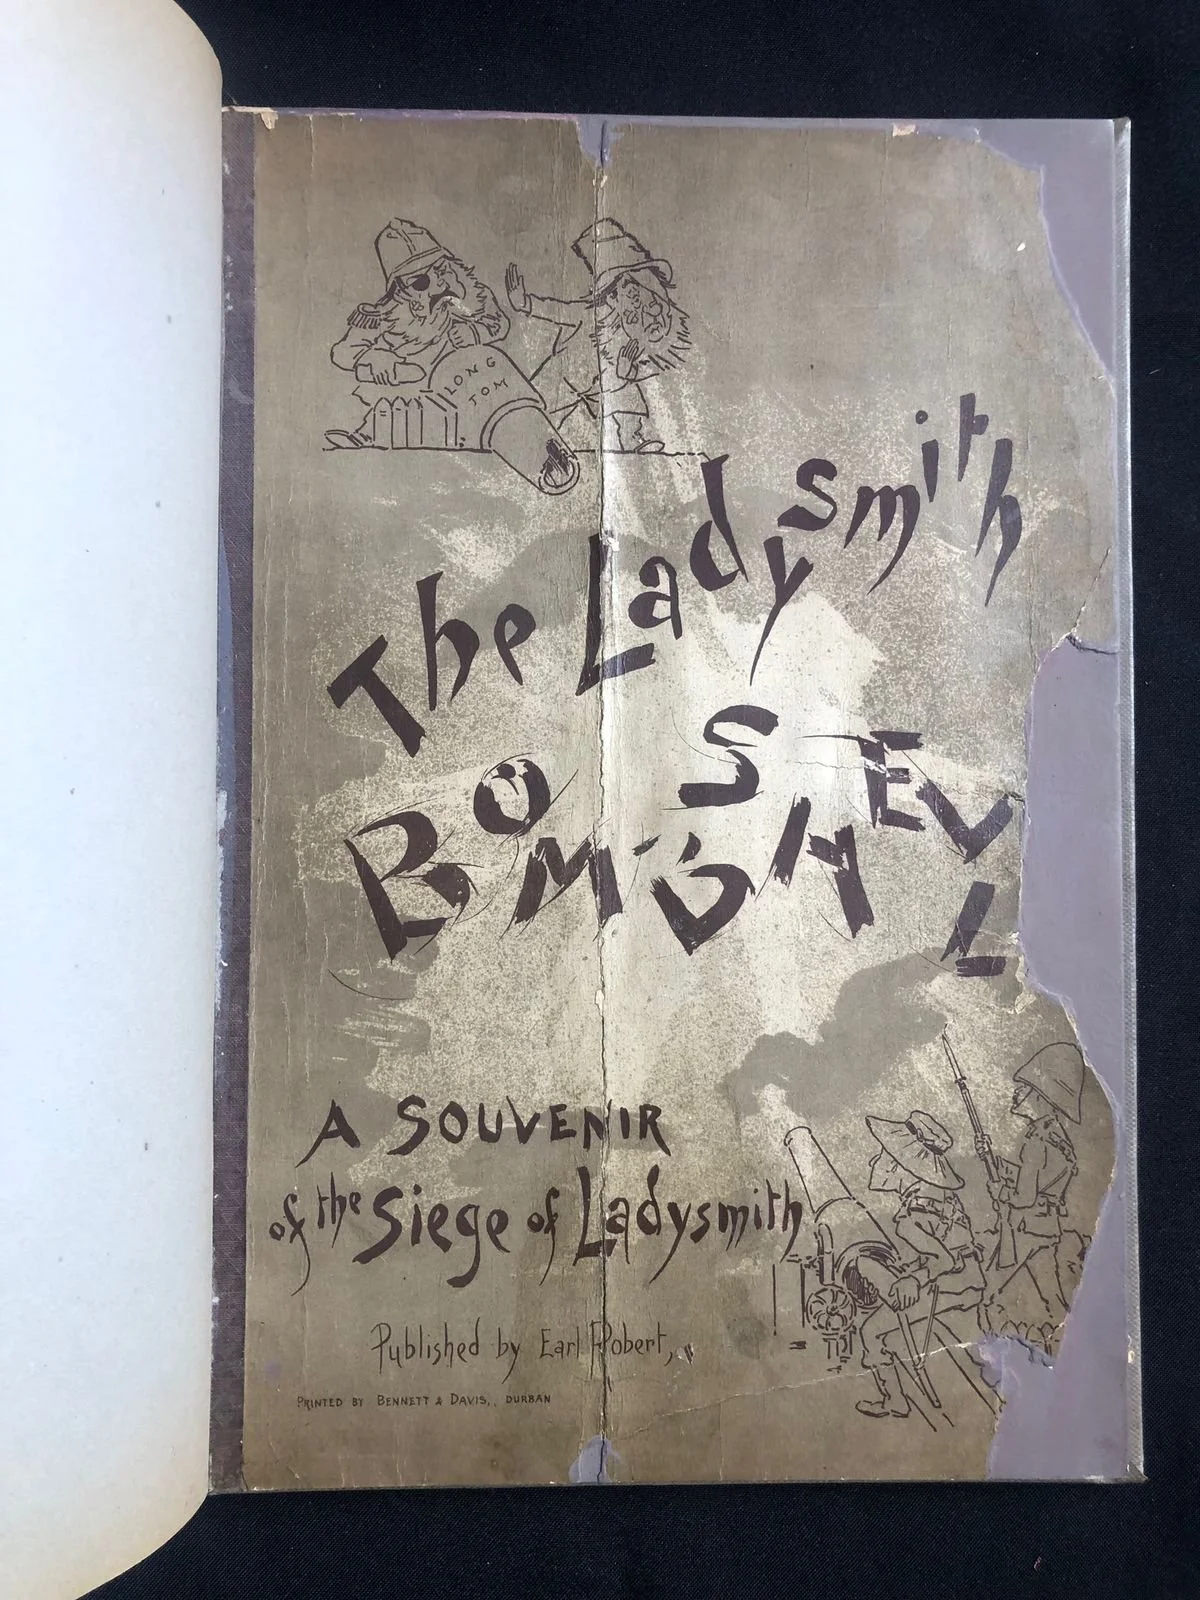 LONG
TOM
The Ladysmith
BOMBSHELL
A SOUVENIR
of the Siege of Ladysmith
Published by Earl Robert,
PRINTED BY BENNETT & DAVIS, DURBAN